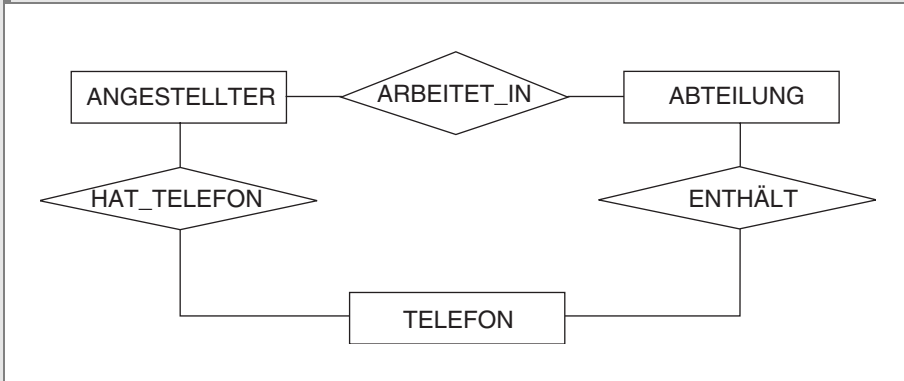 ANGESTELLTER
ARBEITET_IN
ABTEILUNG
HAT_TELEFON
ENTHÄLT
TELEFON